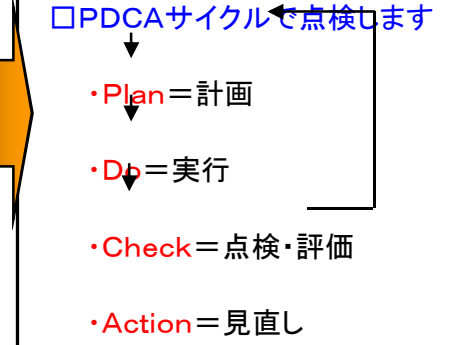 □PDCAサイクルで点検します
・Plan＝計画
・Do＝実行
・Check＝点検・評価
・Action＝見直し